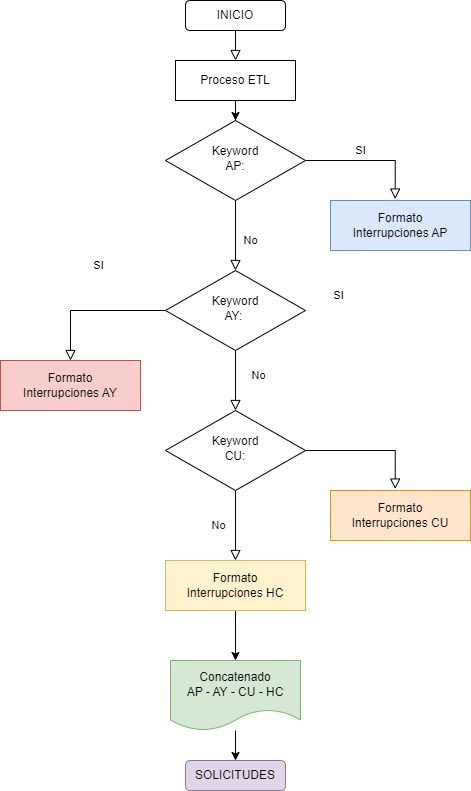 INICIO
Proceso ETL
Keyword
AP:
SI
Formato
Interrupciones AP
No
SI
Keyword
AY:
SI
Formato
Interrupciones AY
No
Keyword
CU:
Formato
Interrupciones CU
No
Formato
Interrupciones HC
Concatenado
AP - AY - CU - HC
SOLICITUDES